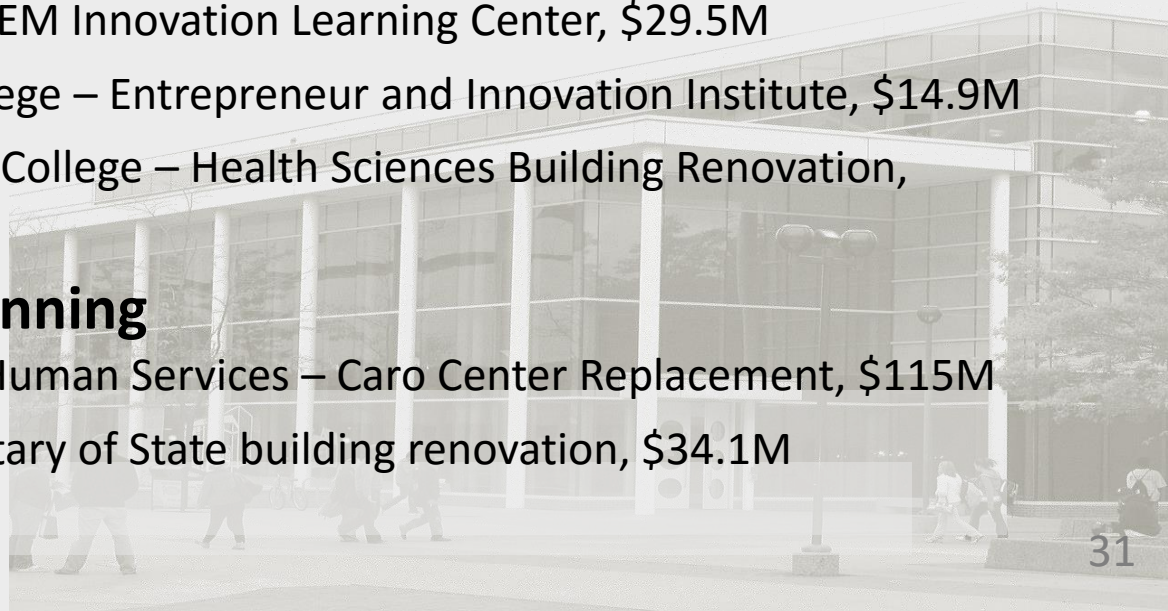 EM Innovation Learning Center, $29.5M
ege – Entrepreneur and Innovation Institute, $14.9M
College – Health Sciences Building Renovation,
nning
Human Services – Caro Center Replacement, $115M
tary of State building renovation, $34.1M
31